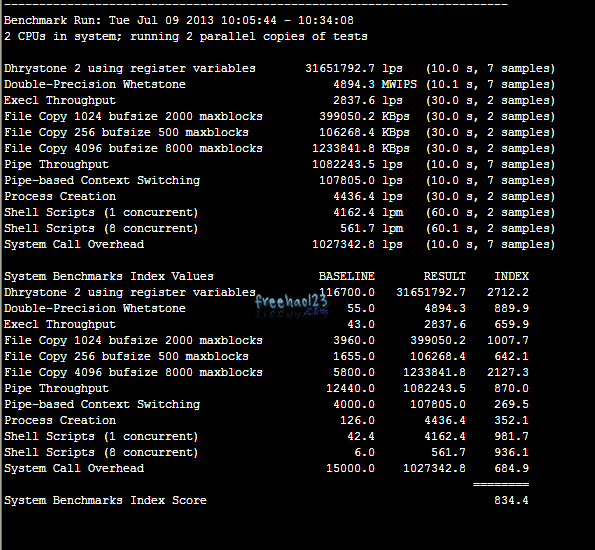 Benchmark Run: Tue Jul 09 2013 10:05:44 - 10:34:08
2 CPUs in system; running 2 parallel copies of tests
Dhrystone 2 using register variables 31651792.7 lps (10.0 s, 7 samples)
Double-Precision Whetstone 4894.3 MWIPS (10.1 s, 7 samples)
Execl Throughput 2837.6 lps (30.0 s, 2 samples)
File Copy 1024 bufsize 2000 maxblocks 399050.2 KBps (30.0 s, 2 samples)
File Copy 256 bufsize 500 maxblocks 106268.4 KBps (30.0 s, 2 samples)
File Copy 4096 bufsize 8000 maxblocks 1233841.8 KBps (30.0 s, 2 samples)
Pipe Throughput 1082243.5 lps (10.0 s, 7 samples)
Pipe-based Context Switching 107805.0 lps (10.0 s, 7 samples)
Process Creation 4436.4 lps (30.0 s, 2 samples)
Shell Scripts (1 concurrent) 4162.4 lpm (60.0 s, 2 samples)
Shell Scripts (8 concurrent) 561.7 lpm (60.1 s, 2 samples)
System Call Overhead 1027342.8 lps (10.0 s, 7 samples)
System Benchmarks Index Values BASELINE RESULT INDEX
Dhrystone 2 using register variables 116700.0 31651792.7 2712.2
freehao123
.com
Double-Precision Whetstone 55.0 4894.3 889.9
Execl Throughput 43.0 2837.6 659.9
File Copy 1024 bufsize 2000 maxblocks 3960.0 399050.2 1007.7
File Copy 256 bufsize 500 maxblocks 1655.0 106268.4 642.1
File Copy 4096 bufsize 8000 maxblocks 5800.0 1233841.8 2127.3
Pipe Throughput 12440.0 1082243.5 870.0
Pipe-based Context Switching 4000.0 107805.0 269.5
Process Creation 126.0 4436.4 352.1
Shell Scripts (1 concurrent) 42.4 4162.4 981.7
Shell Scripts (8 concurrent) 6.0 561.7 936.1
System Call Overhead 15000.0 1027342.8 684.9
========
System Benchmarks Index Score 834.4